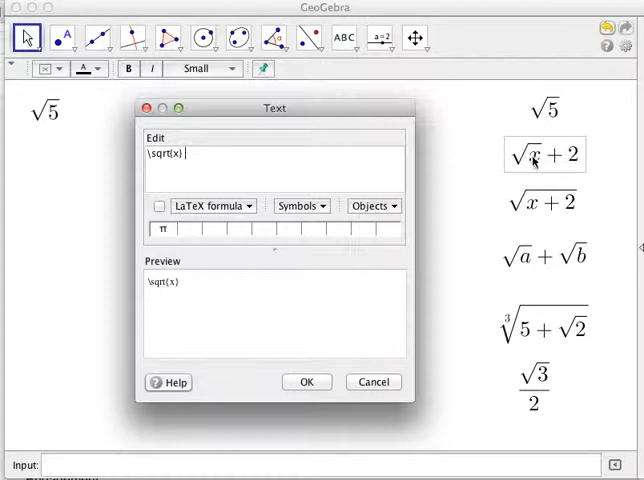 GeoGebra
A
ABC
a=2
A
B
I
Small
√5
Text
Edit
\sqrt(x)
LaTeX formula
Symbols
Objects
π
Preview
\sqrt(x)
Help
OK
Cancel
√5
√x + 2
√(x + 2)
√a + √b
∛(5 + √2)
√3
2
Input: